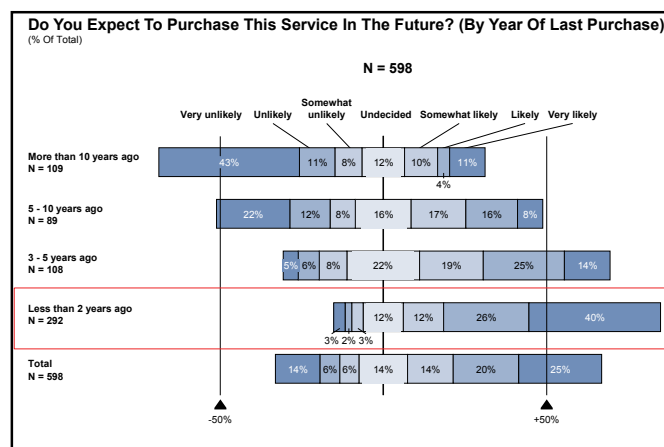 Do You Expect To Purchase This Service In The Future? (By Year Of Last Purchase)
(% Of Total)
N = 598
Very unlikely Unlikely Somewhat unlikely Undecided Somewhat likely Likely Very likely
More than 10 years ago
N = 109
43% 11% 8% 12% 10% 4% 11%
5 - 10 years ago
N = 89
22% 12% 8% 16% 17% 16% 8%
3 - 5 years ago
N = 108
5% 6% 8% 22% 19% 25% 14%
Less than 2 years ago
N = 292
3% 2% 3% 12% 12% 26% 40%
Total
N = 598
14% 6% 6% 14% 14% 20% 25%
-50% +50%